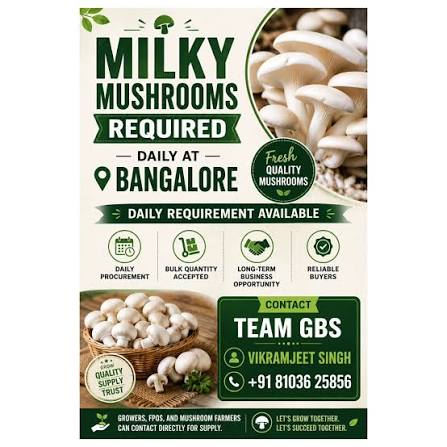 MILKY
MUSHROOMS
REQUIRED
DAILY AT
BANGALORE
Fresh
QUALITY
MUSHROOMS
DAILY REQUIREMENT AVAILABLE
DAILY
PROCUREMENT
BULK QUANTITY
ACCEPTED
LONG-TERM
BUSINESS
OPPORTUNITY
RELIABLE
BUYERS
GROW
QUALITY
SUPPLY
TRUST
CONTACT
TEAM GBS
VIKRAMJEET SINGH
+91 81036 25856
GROWERS, FPOS, AND MUSHROOM FARMERS
CAN CONTACT DIRECTLY FOR SUPPLY.
LET'S GROW TOGETHER,
LET'S SUCCEED TOGETHER.